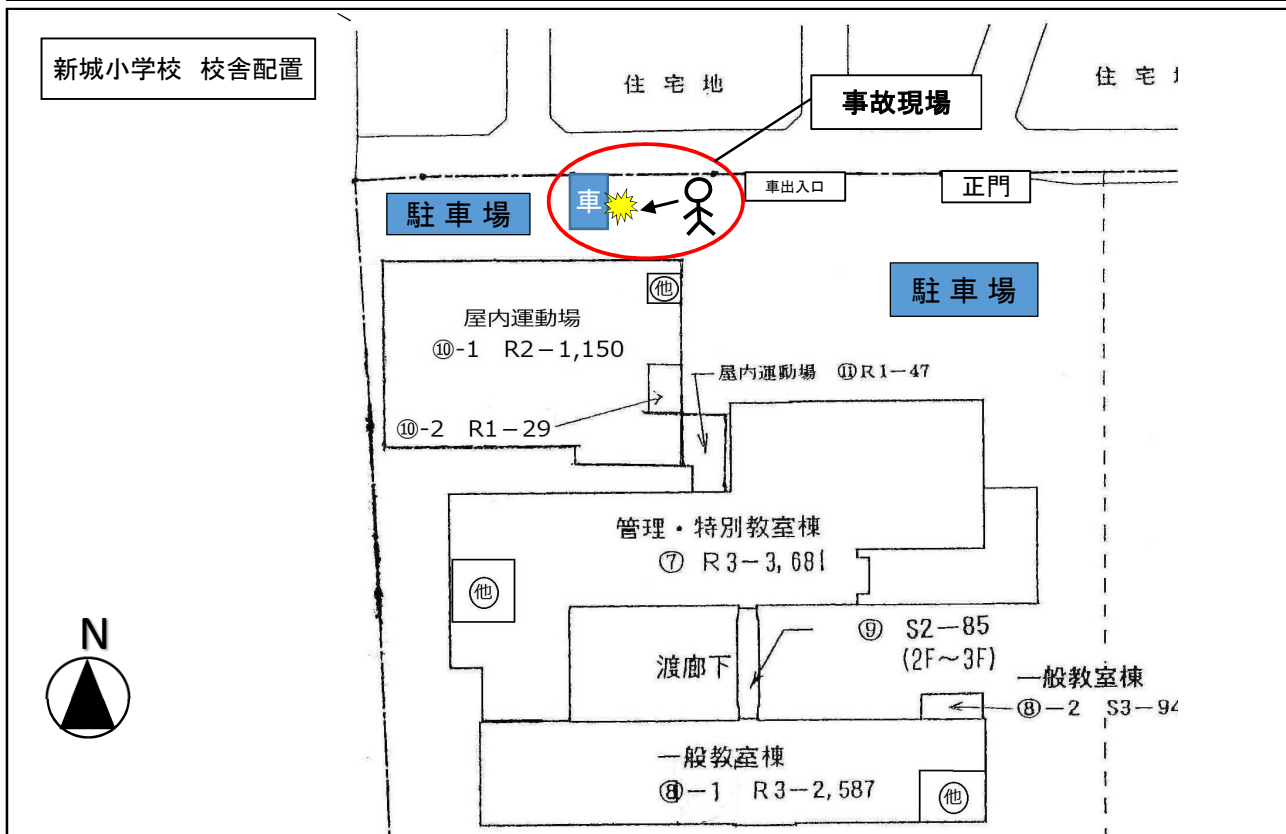 新城小学校 校舎配置
住宅地
事故現場
住宅
車出入口
正門
駐車場
車
駐車場
他
屋内運動場
⑩-1 R2－1,150
屋内運動場 ⑪R1－47
⑩-2 R1－29
管理・特別教室棟
⑦ R3－3,681
他
⑨ S2－85
(2F～3F)
渡廊下
一般教室棟
⑧－2 S3－94
一般教室棟
⑧－1 R3－2,587
他
N